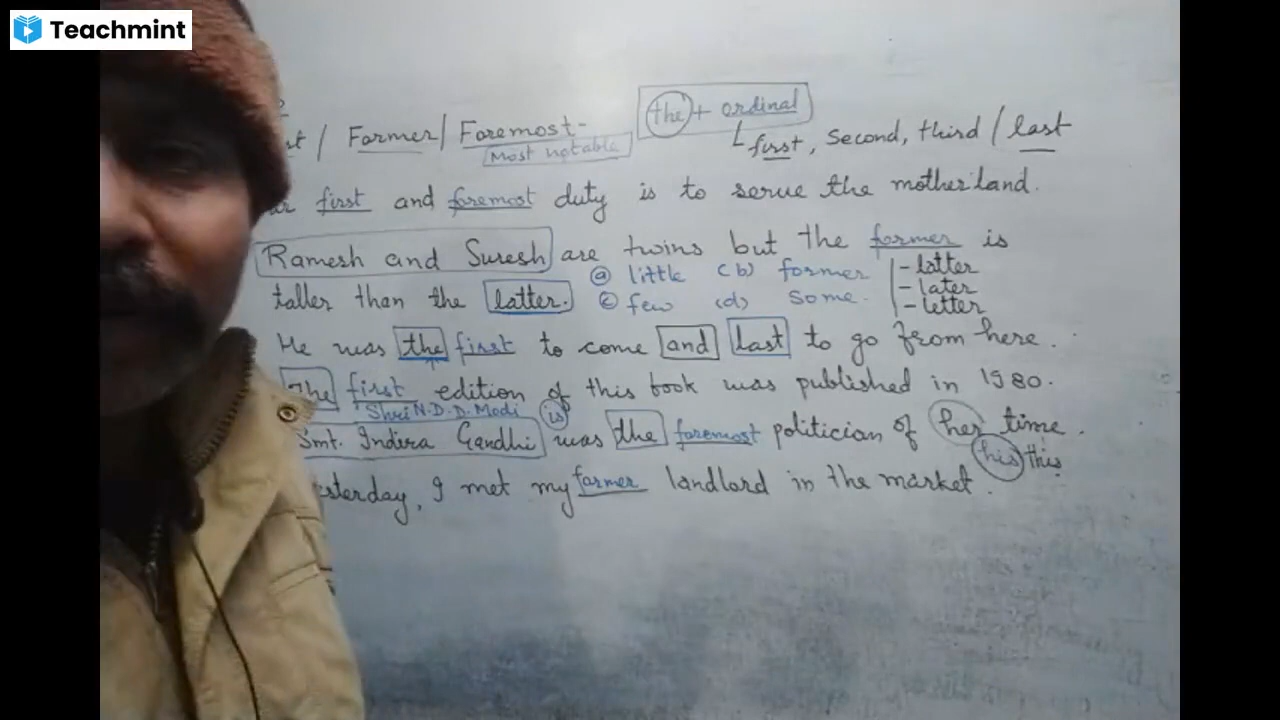 Teachmint
the + ordinal
/ Former / Foremost-
first, second, third / last
Most notable
first and foremost duty is to serve the motherland.
Ramesh and Suresh are twins but the former is
(a) little (b) former - latter
taller than the latter. (c) few (d) some. - later
- letter
He was the first to come and last to go from here.
The first edition of this book was published in 1980.
Shri N.D.D. Modi is
Smt. Indira Gandhi was the foremost politician of her time.
his this
I met my former landlord in the market.